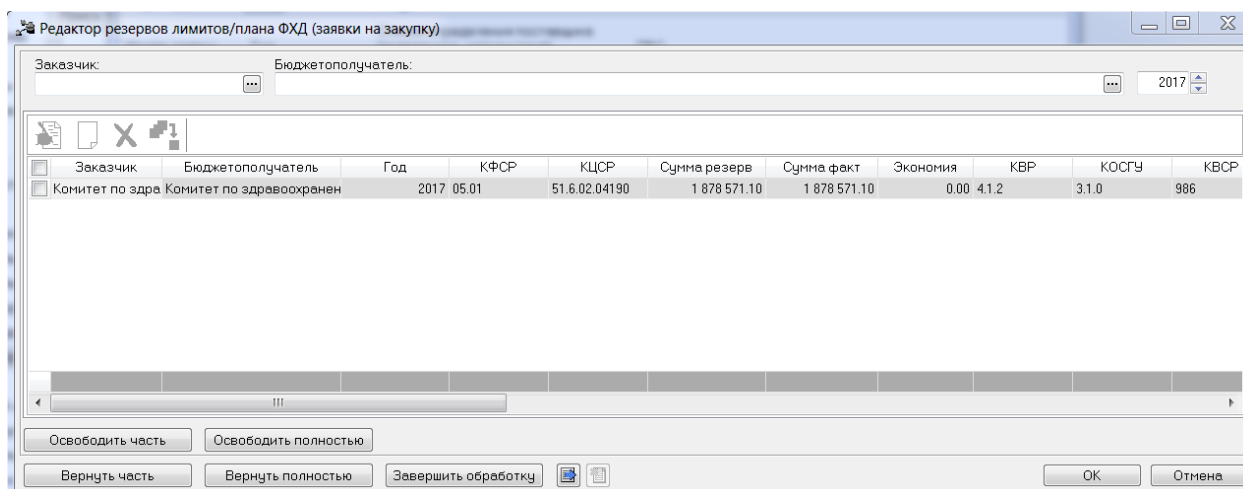 Редактор резервов лимитов/плана ФХД (заявки на закупку)
Заказчик: Бюджетополучатель:
2017
Заказчик Бюджетополучатель Год КФСР КЦСР Сумма резерв Сумма факт Экономия КВР КОСГУ КВСР
Комитет по здра Комитет по здравоохранен 2017 05.01 51.6.02.04190 1 878 571.10 1 878 571.10 0.00 4.1.2 3.1.0 986
Освободить часть Освободить полностью
Вернуть часть Вернуть полностью Завершить обработку OK Отмена